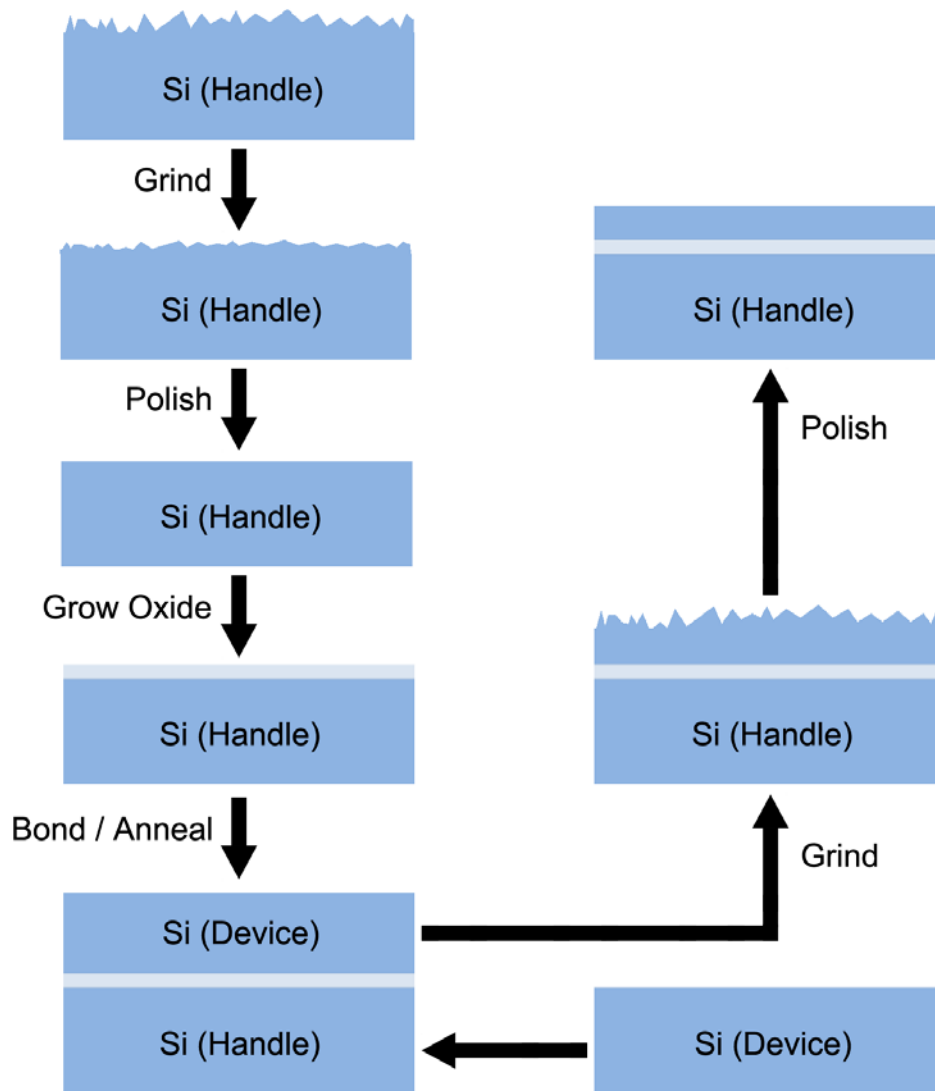 Si (Handle)
Grind
Si (Handle)
Polish
Si (Handle)
Grow Oxide
Si (Handle)
Bond / Anneal
Si (Device)
Si (Handle)
Si (Device)
Grind
Si (Handle)
Polish
Si (Handle)